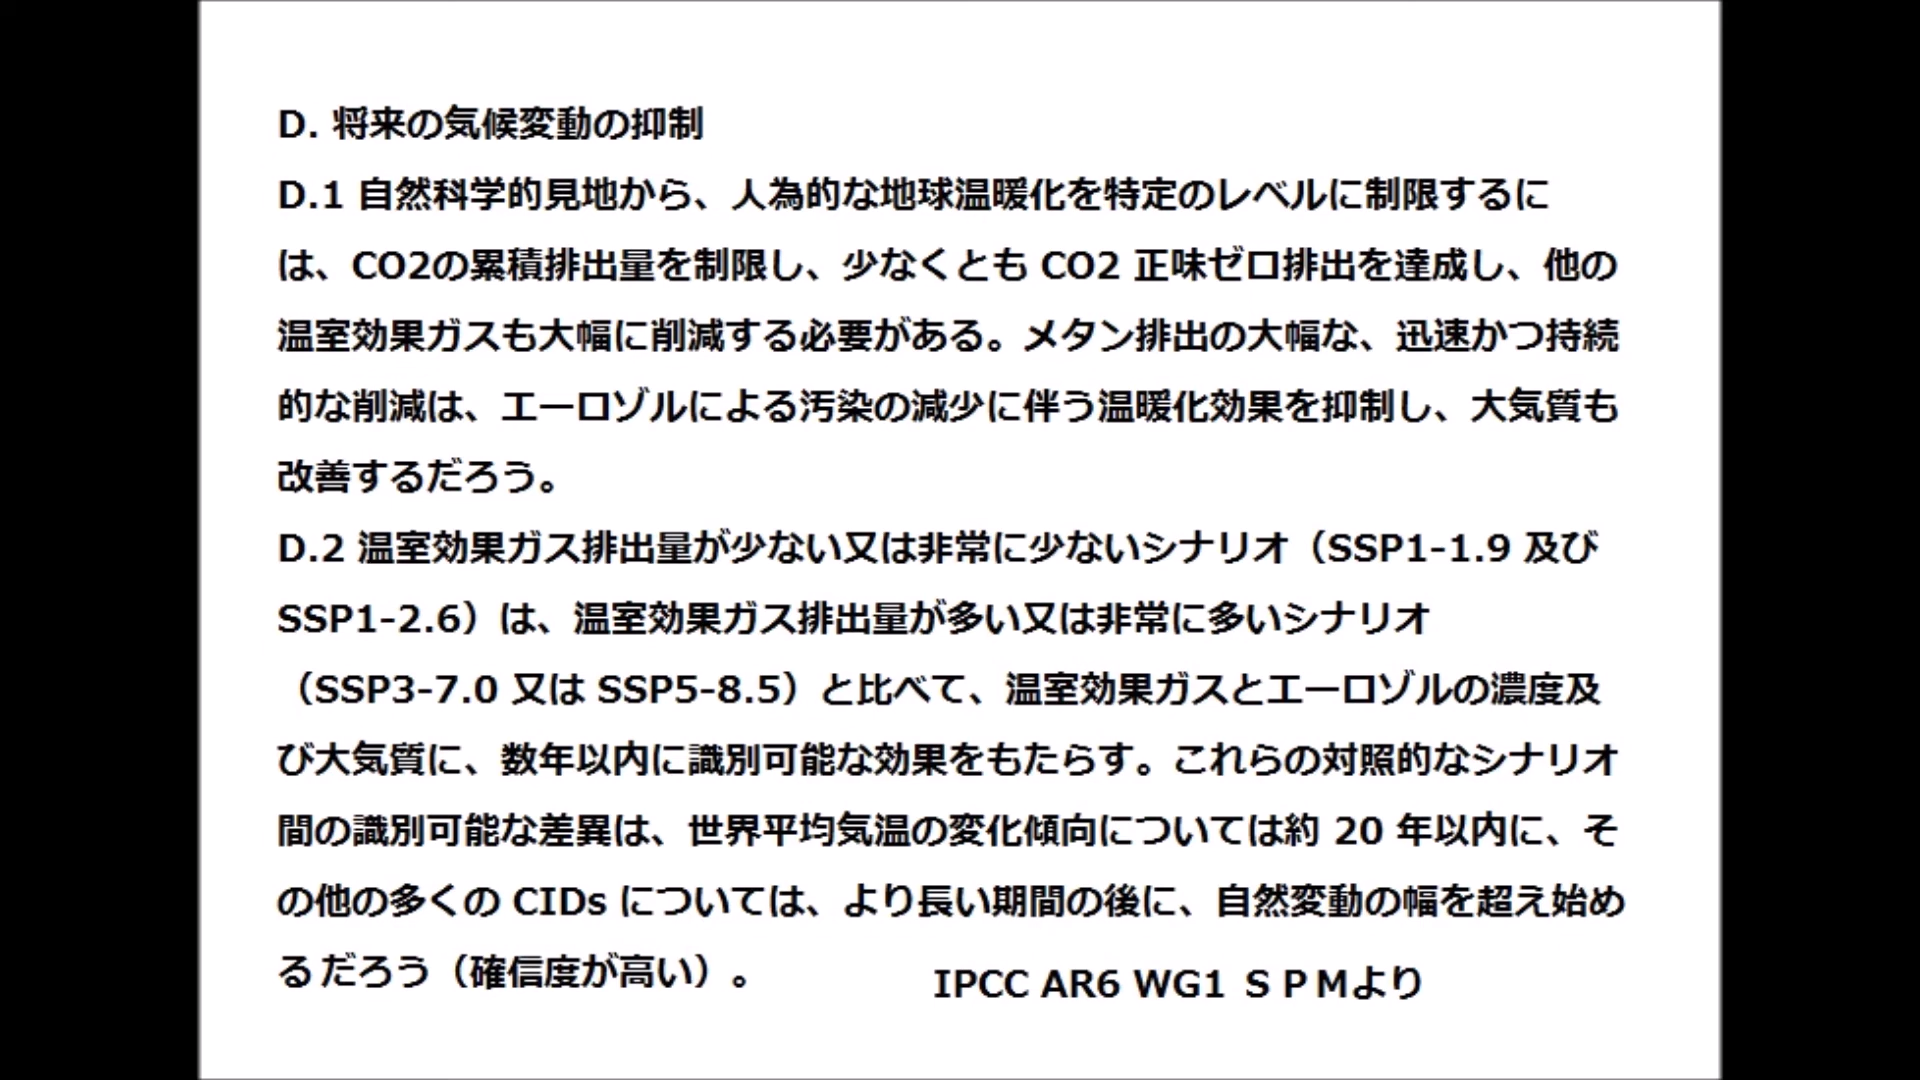 D. 将来の気候変動の抑制
D.1 自然科学的見地から、人為的な地球温暖化を特定のレベルに制限するに
は、CO2の累積排出量を制限し、少なくとも CO2 正味ゼロ排出を達成し、他の
温室効果ガスも大幅に削減する必要がある。メタン排出の大幅な、迅速かつ持続
的な削減は、エーロゾルによる汚染の減少に伴う温暖化効果を抑制し、大気質も
改善するだろう。
D.2 温室効果ガス排出量が少ない又は非常に少ないシナリオ（SSP1-1.9 及び
SSP1-2.6）は、温室効果ガス排出量が多い又は非常に多いシナリオ
（SSP3-7.0 又は SSP5-8.5）と比べて、温室効果ガスとエーロゾルの濃度及
び大気質に、数年以内に識別可能な効果をもたらす。これらの対照的なシナリオ
間の識別可能な差異は、世界平均気温の変化傾向については約 20 年以内に、そ
の他の多くの CIDs については、より長い期間の後に、自然変動の幅を超え始め
るだろう（確信度が高い）。
IPCC AR6 WG1 ＳＰＭより